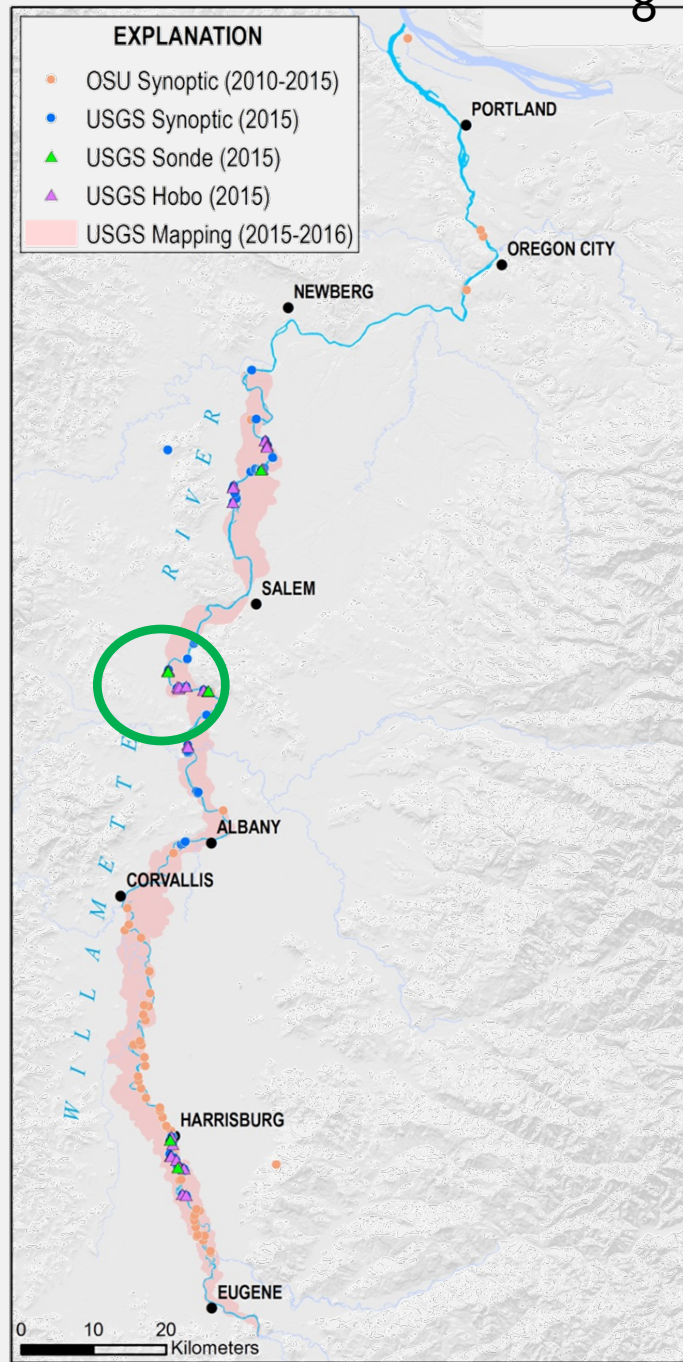 8
EXPLANATION
OSU Synoptic (2010-2015)
USGS Synoptic (2015)
USGS Sonde (2015)
USGS Hobo (2015)
USGS Mapping (2015-2016)
PORTLAND
OREGON CITY
NEWBERG
SALEM
ALBANY
CORVALLIS
HARRISBURG
EUGENE
WILLAMETTE RIVER
0 10 20
Kilometers